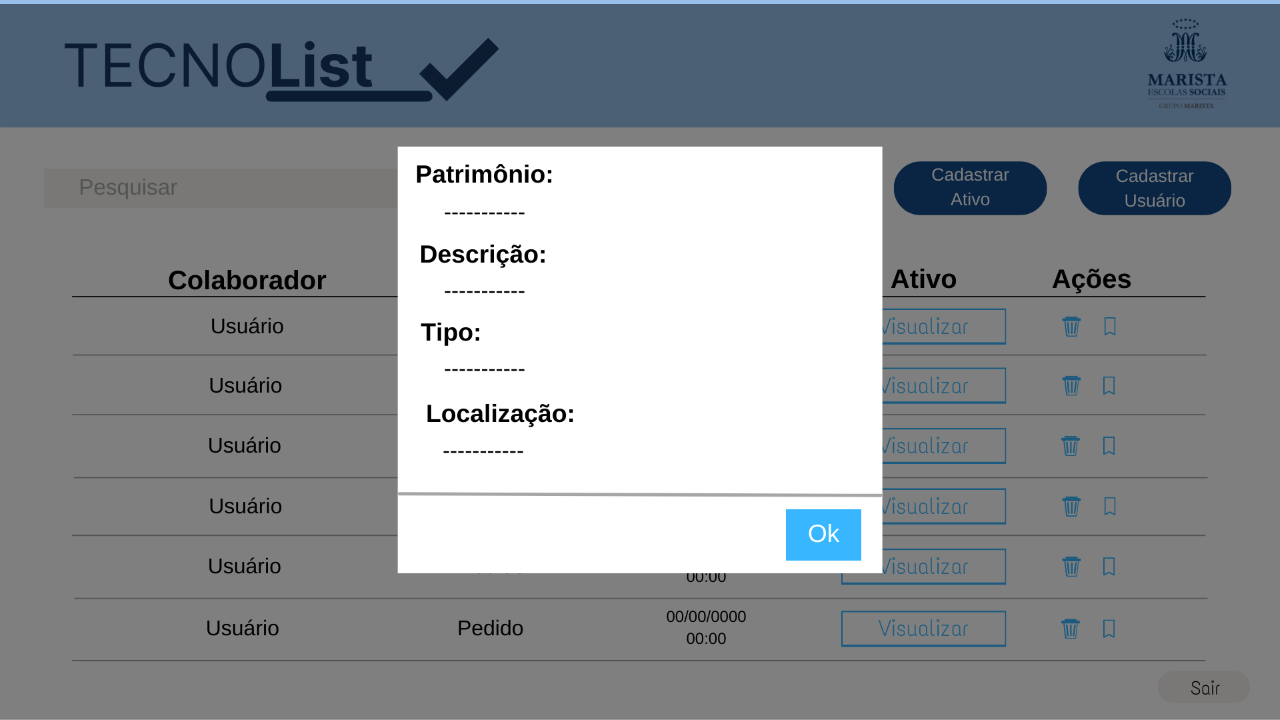 TECNOList
MARISTA
ESCOLAS SOCIAIS
GRUPO MARISTA
Pesquisar
Cadastrar
Ativo
Cadastrar
Usuário
Patrimônio:
-----------
Descrição:
-----------
Tipo:
-----------
Localização:
-----------
Ok
Colaborador Ativo Ações
Usuário Visualizar
Usuário Visualizar
Usuário Visualizar
Usuário Visualizar
Usuário 00:00 Visualizar
Usuário Pedido 00/00/0000 Visualizar
00:00
Sair